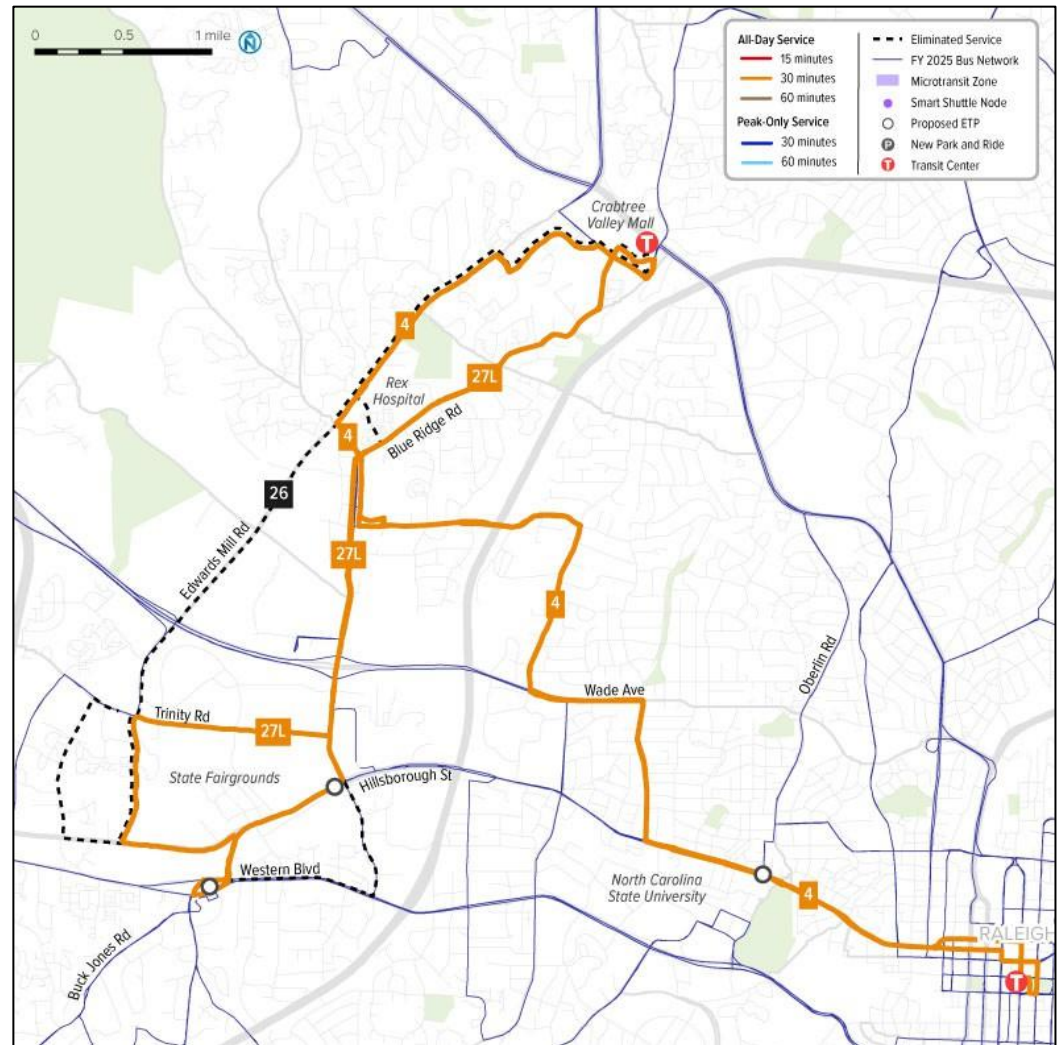 0 0.5 1 mile N
All-Day Service
15 minutes
30 minutes
60 minutes
Peak-Only Service
30 minutes
60 minutes
Eliminated Service
FY 2025 Bus Network
Microtransit Zone
Smart Shuttle Node
Proposed ETP
P New Park and Ride
T Transit Center
Crabtree
Valley Mall
T
4
27L
Rex
Hospital
4
Blue Ridge Rd
26
Edwards Mill Rd
27L
4
Oberlin Rd
Wade Ave
Trinity Rd
27L
State Fairgrounds
Hillsborough St
Western Blvd
North Carolina
State University
4
Buck Jones Rd
RALEIGH
T